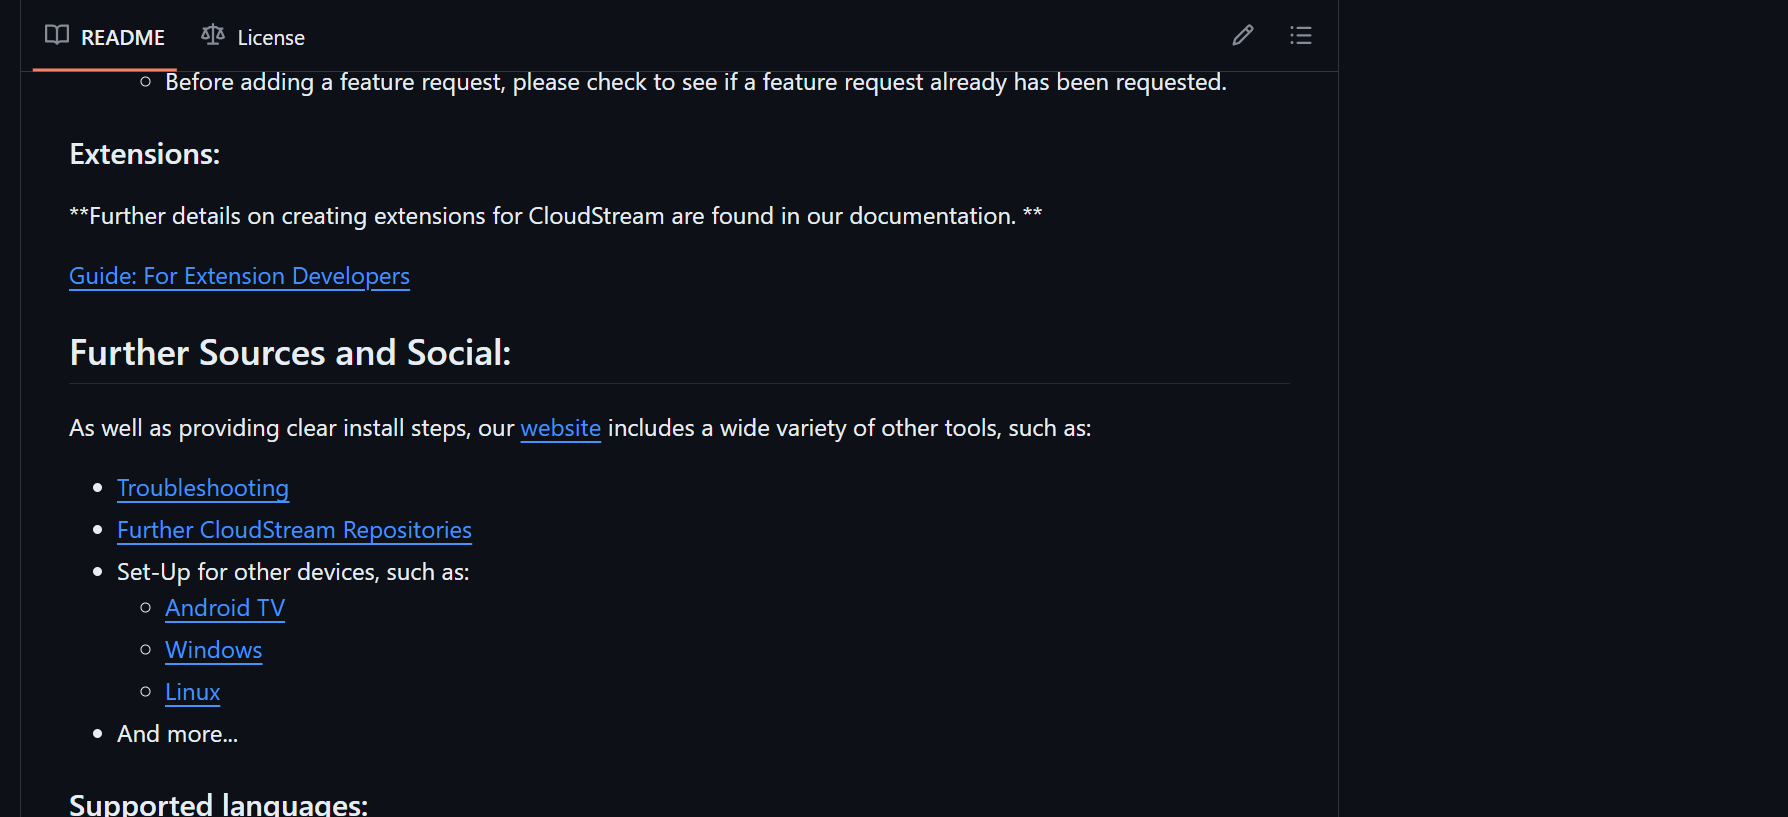 README
License
Before adding a feature request, please check to see if a feature request already has been requested.
Extensions:
**Further details on creating extensions for CloudStream are found in our documentation. **
Guide: For Extension Developers
Further Sources and Social:
As well as providing clear install steps, our website includes a wide variety of other tools, such as:
Troubleshooting
Further CloudStream Repositories
Set-Up for other devices, such as:
Android TV
Windows
Linux
And more...
Supported languages: